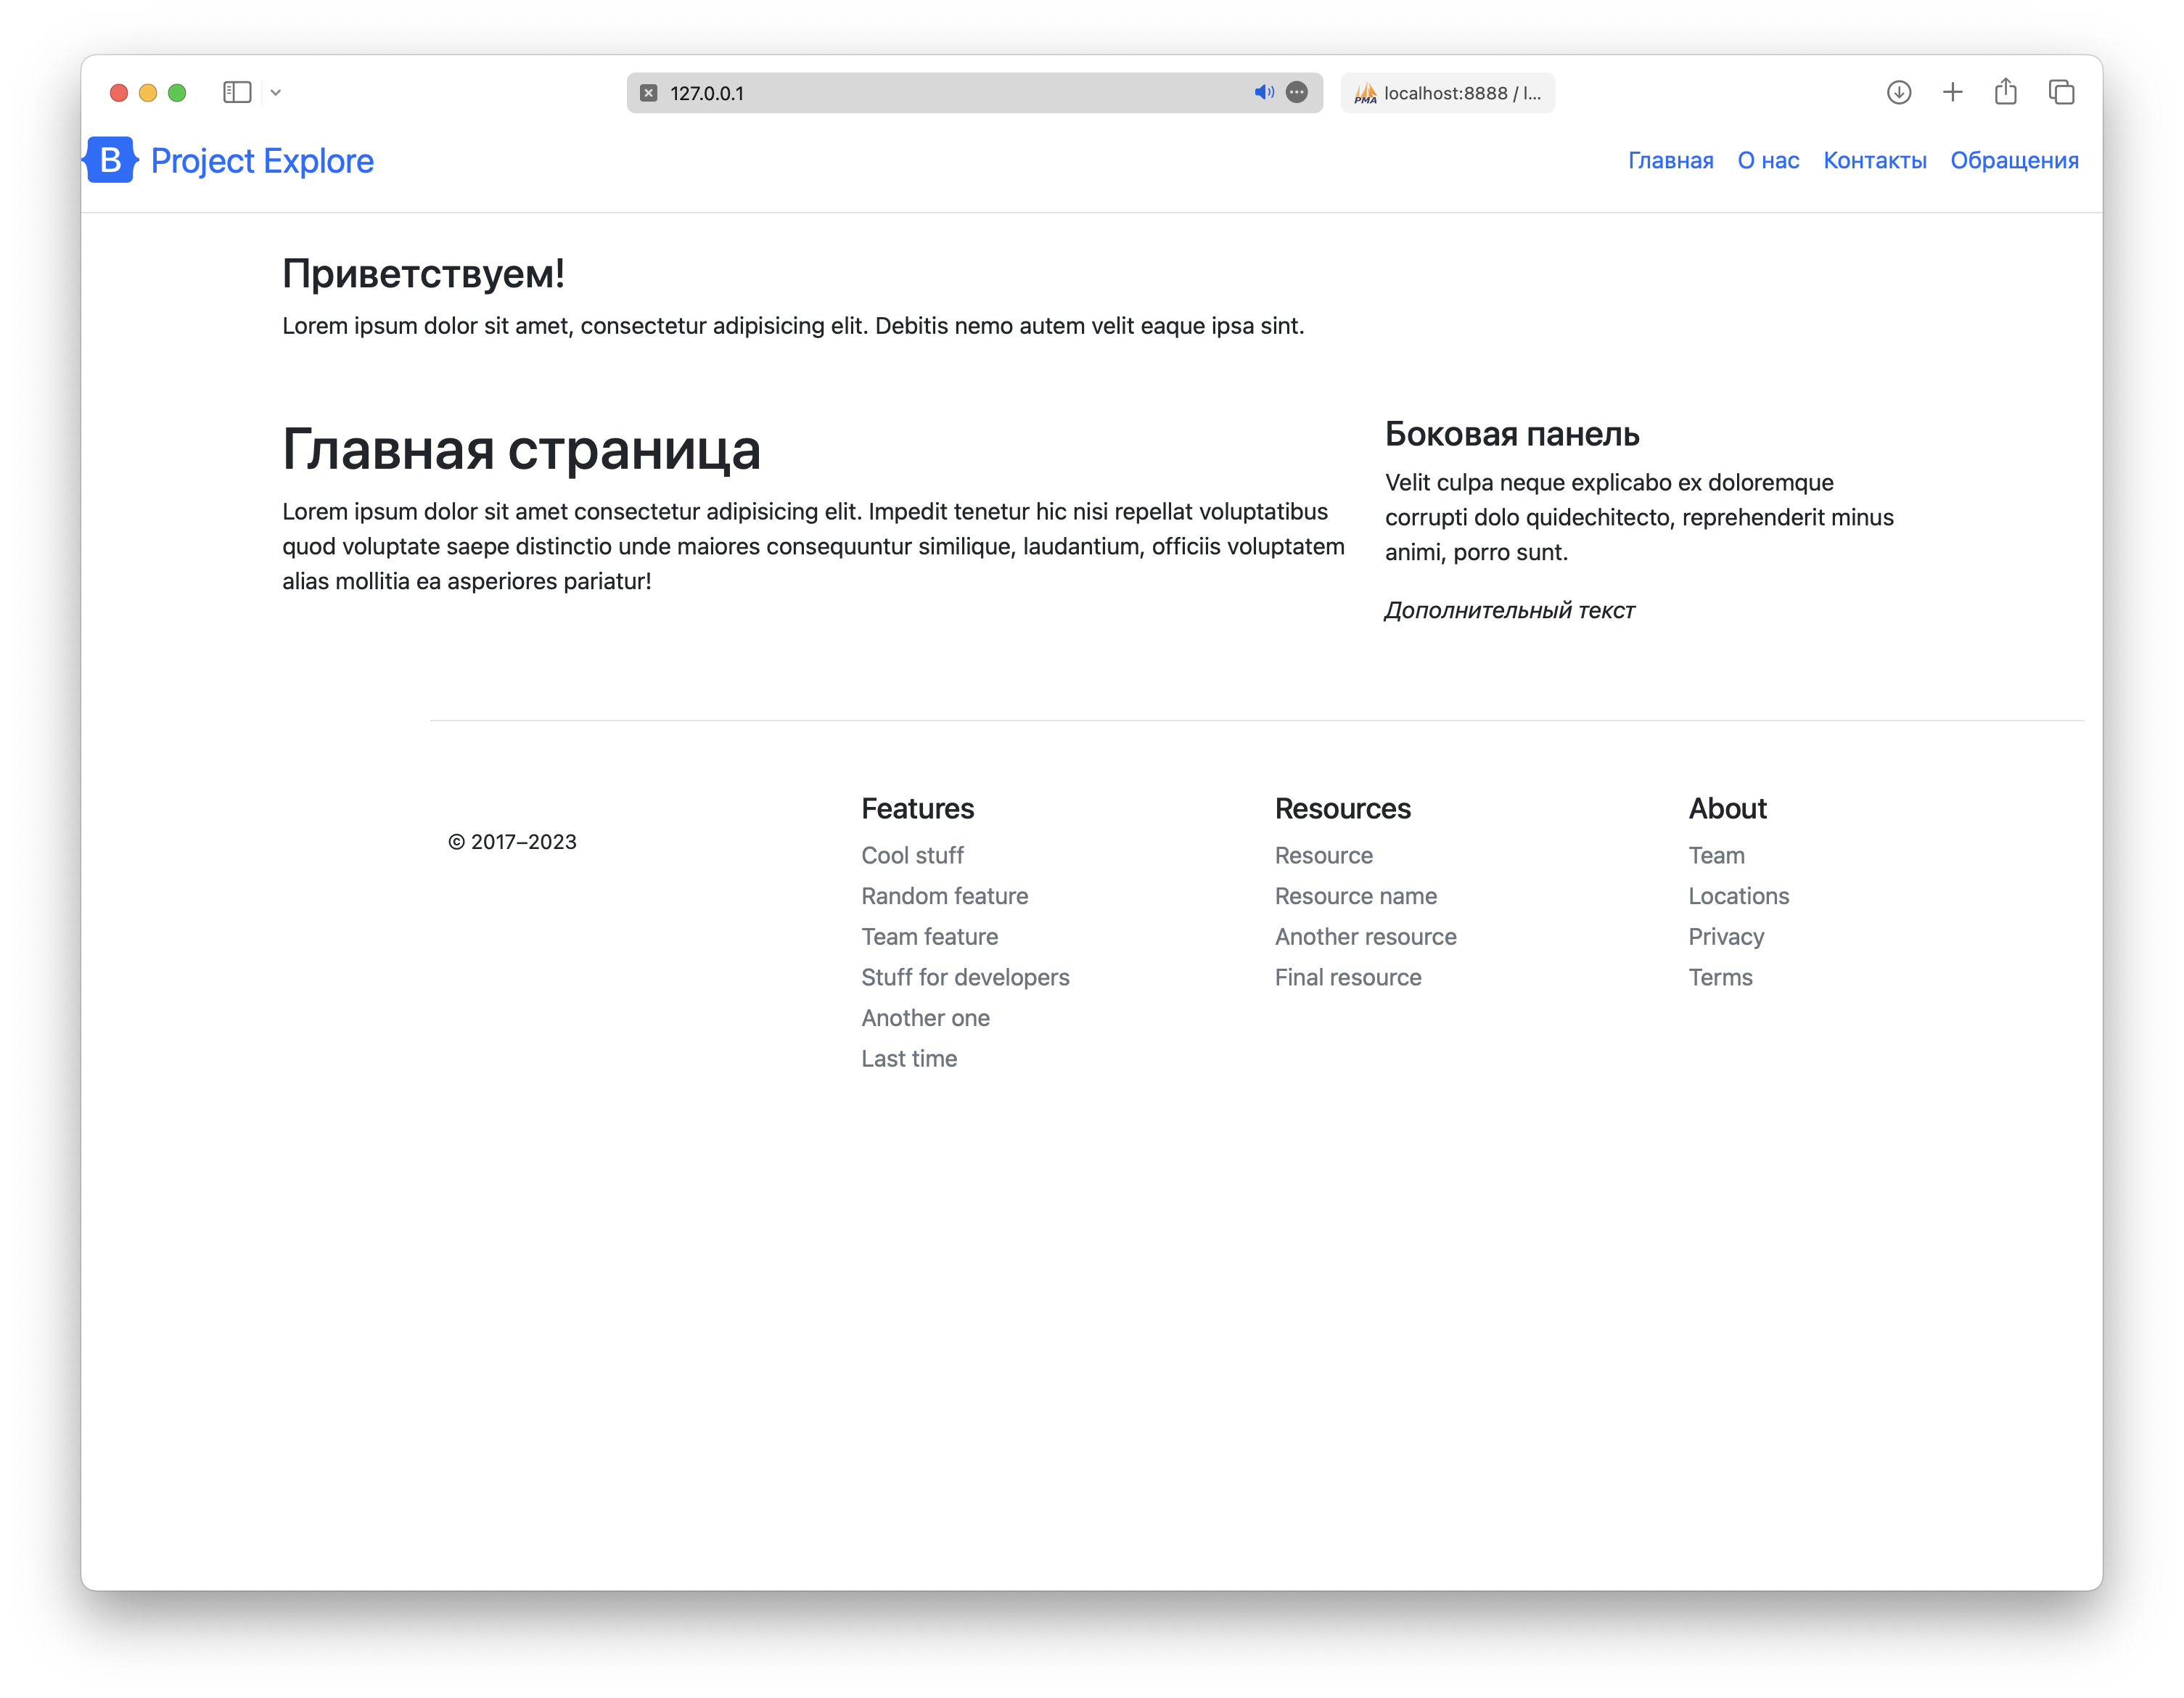 127.0.0.1
PMA localhost:8888 / l...
B Project Explore
Главная О нас Контакты Обращения
Приветствуем!
Lorem ipsum dolor sit amet, consectetur adipisicing elit. Debitis nemo autem velit eaque ipsa sint.
Главная страница
Lorem ipsum dolor sit amet consectetur adipisicing elit. Impedit tenetur hic nisi repellat voluptatibus
quod voluptate saepe distinctio unde maiores consequuntur similique, laudantium, officiis voluptatem
alias mollitia ea asperiores pariatur!
Боковая панель
Velit culpa neque explicabo ex doloremque
corrupti dolo quidechitecto, reprehenderit minus
animi, porro sunt.
Дополнительный текст
© 2017–2023
Features
Cool stuff
Random feature
Team feature
Stuff for developers
Another one
Last time
Resources
Resource
Resource name
Another resource
Final resource
About
Team
Locations
Privacy
Terms